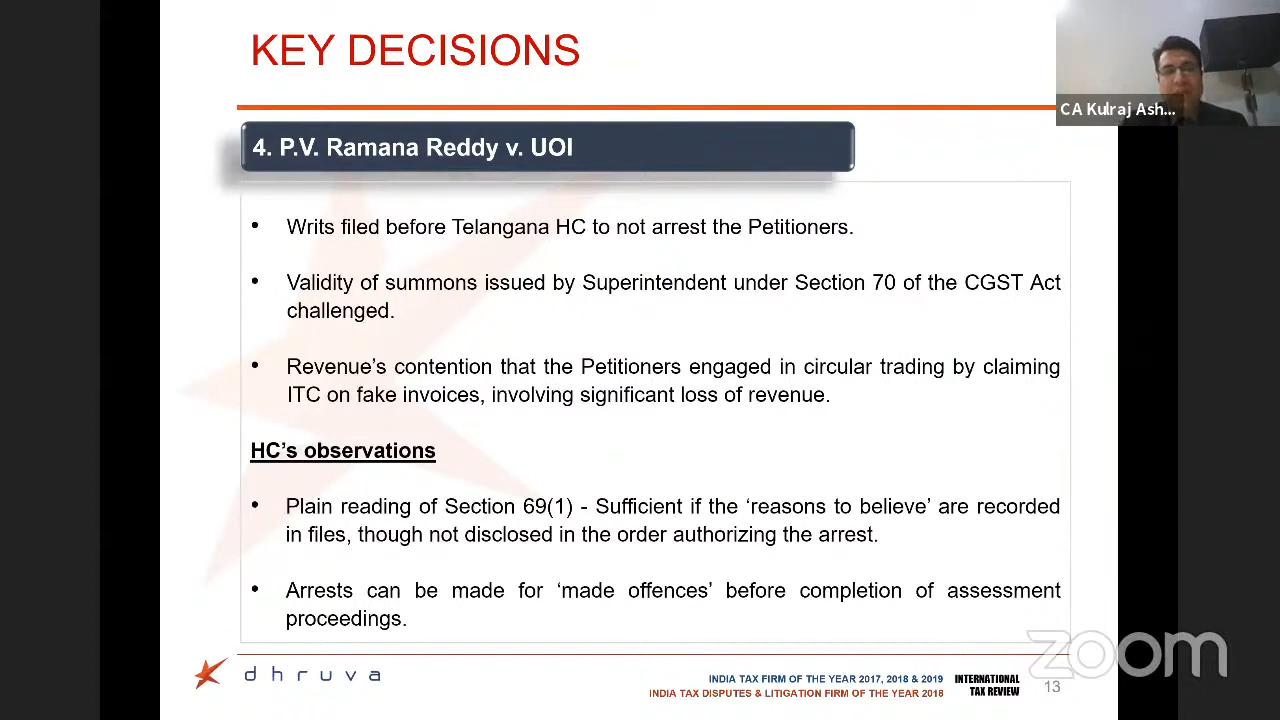 KEY DECISIONS
CA Kulraj Ash...
4. P.V. Ramana Reddy v. UOI
• Writs filed before Telangana HC to not arrest the Petitioners.
• Validity of summons issued by Superintendent under Section 70 of the CGST Act
challenged.
• Revenue’s contention that the Petitioners engaged in circular trading by claiming
ITC on fake invoices, involving significant loss of revenue.
HC’s observations
• Plain reading of Section 69(1) - Sufficient if the ‘reasons to believe’ are recorded
in files, though not disclosed in the order authorizing the arrest.
• Arrests can be made for ‘made offences’ before completion of assessment
proceedings.
zoom
dhruva
INDIA TAX FIRM OF THE YEAR 2017, 2018 & 2019
INDIA TAX DISPUTES & LITIGATION FIRM OF THE YEAR 2018
INTERNATIONAL
TAX REVIEW
13